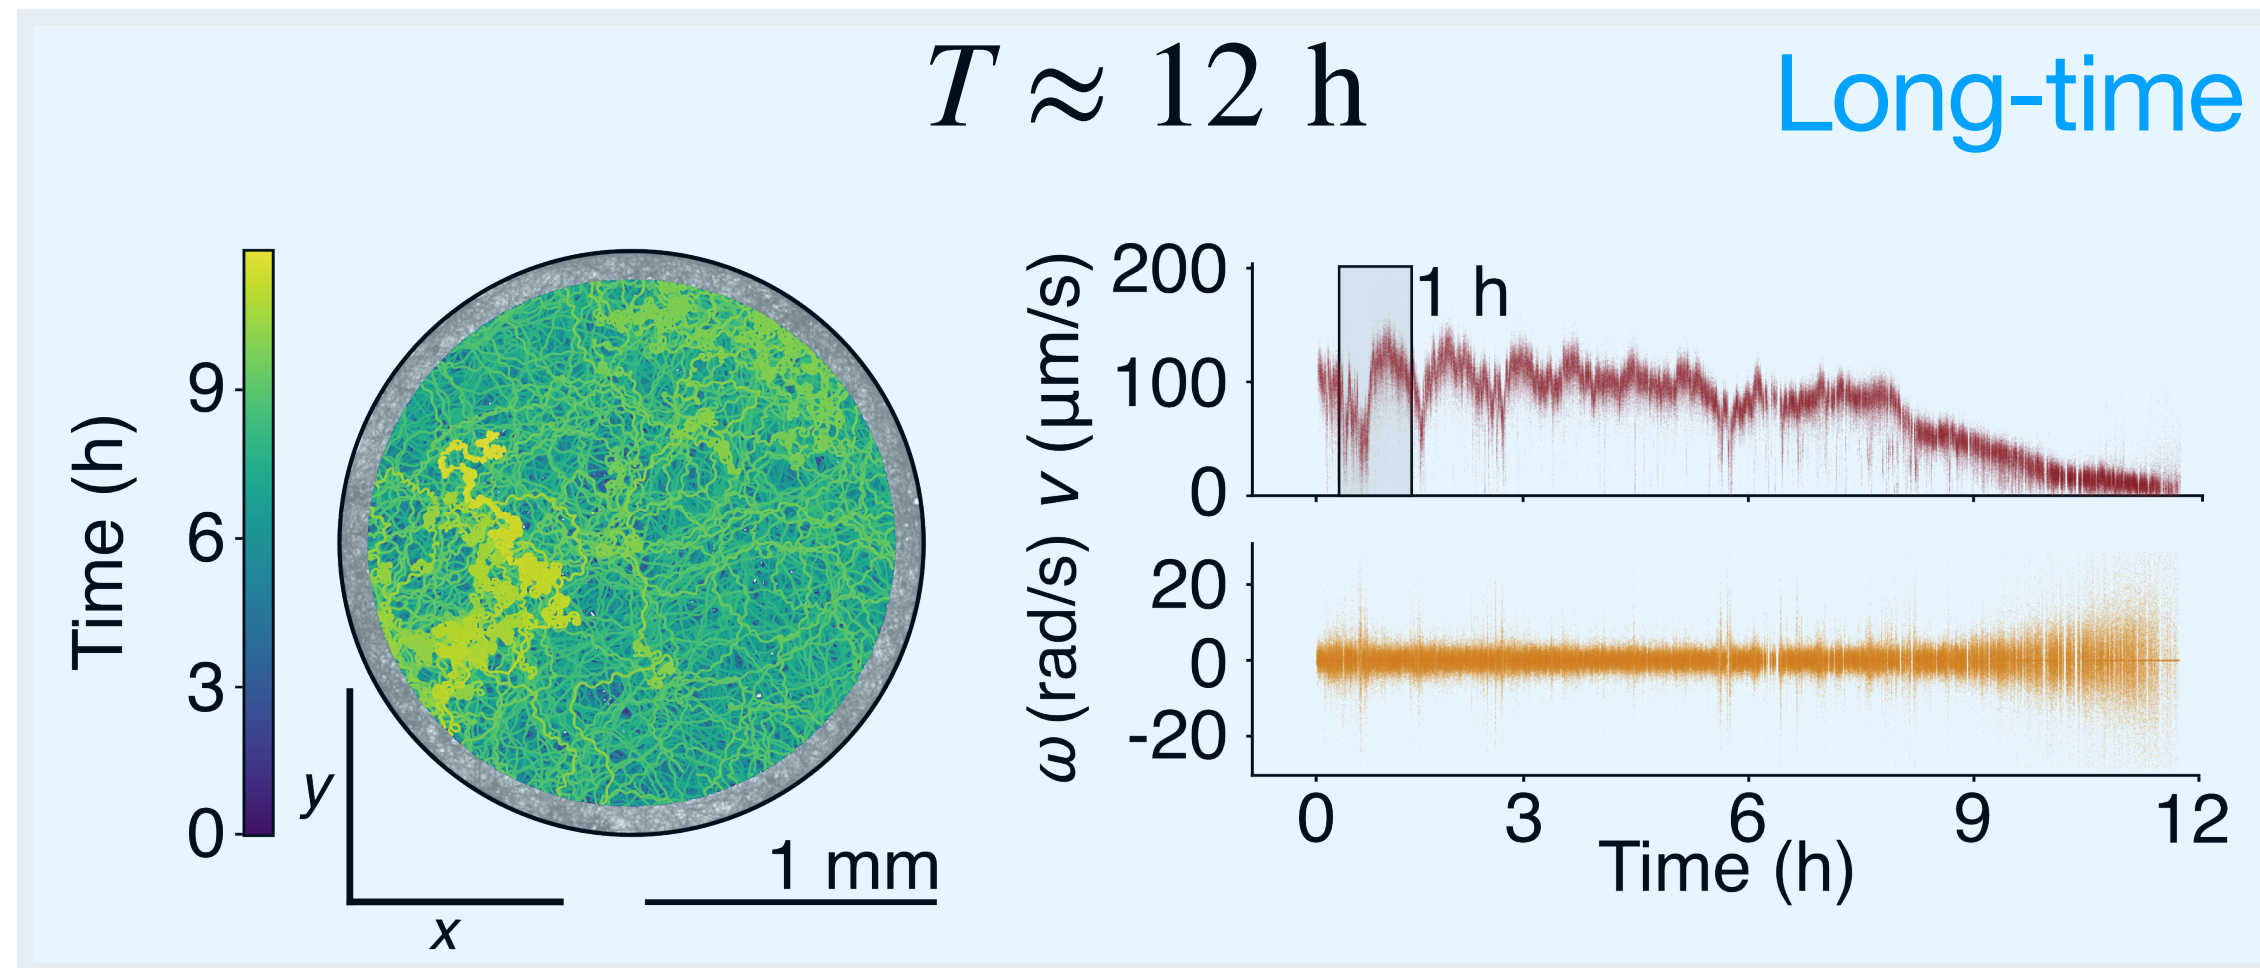 T ≈ 12 h
Long-time
Time (h)
9
6
3
0
y
x
1 mm
v (µm/s)
200
100
0
1 h
ω (rad/s)
20
0
-20
0 3 6 9 12
Time (h)